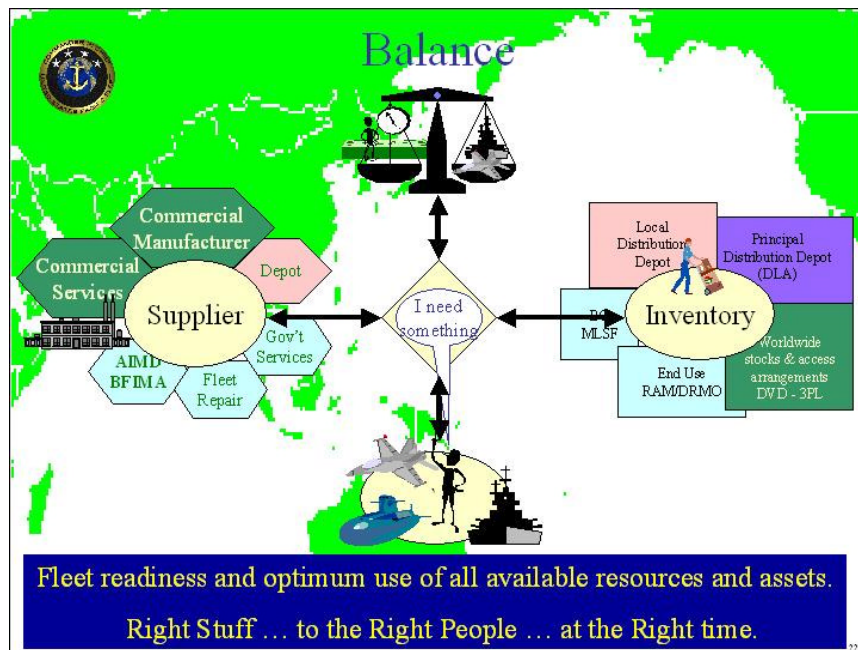 Balance
Commercial
Manufacturer
Commercial
Services
Depot
Supplier
Gov't
Services
AIMD
BFIMA
Fleet
Repair
I need
something
Local
Distribution
Depot
Principal
Distribution Depot
(DLA)
Inventory
MLSF
Worldwide
stocks & access
arrangements
DVD - 3PL
End Use
RAM/DRMO
Fleet readiness and optimum use of all available resources and assets.
Right Stuff … to the Right People … at the Right time.
22